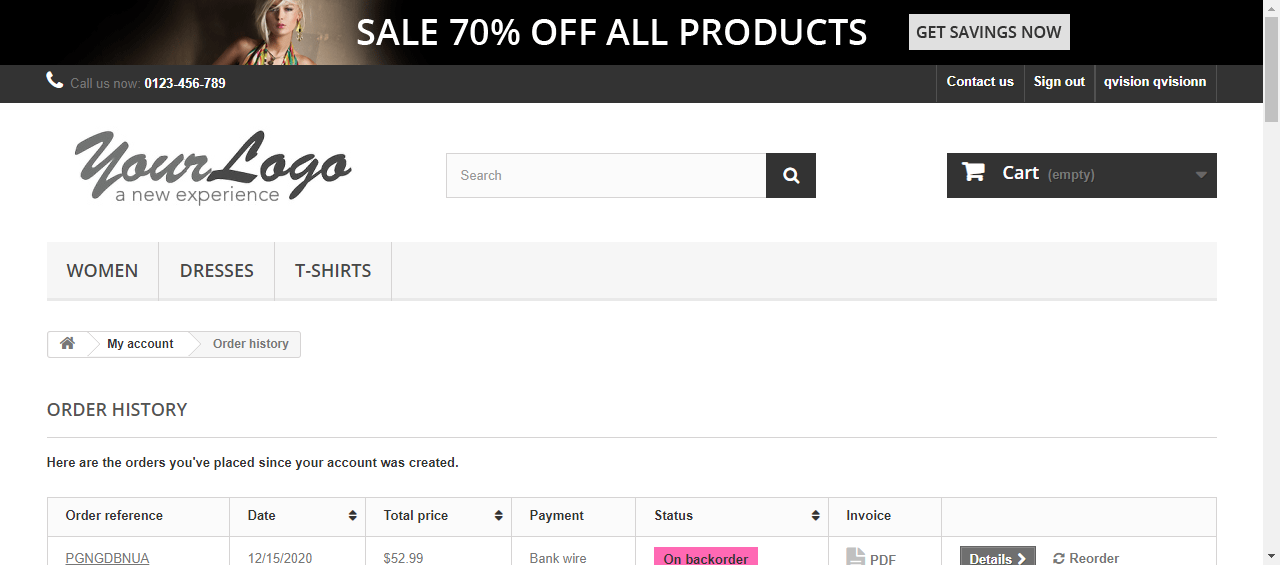 SALE 70% OFF ALL PRODUCTS GET SAVINGS NOW
Call us now: 0123-456-789 Contact us Sign out qvision qvisionn
YourLogo
a new experience
Search Cart (empty)
WOMEN DRESSES T-SHIRTS
My account Order history
ORDER HISTORY
Here are the orders you've placed since your account was created.
Order reference Date Total price Payment Status Invoice
PGNGDBNUA 12/15/2020 $52.99 Bank wire On backorder PDF Details Reorder